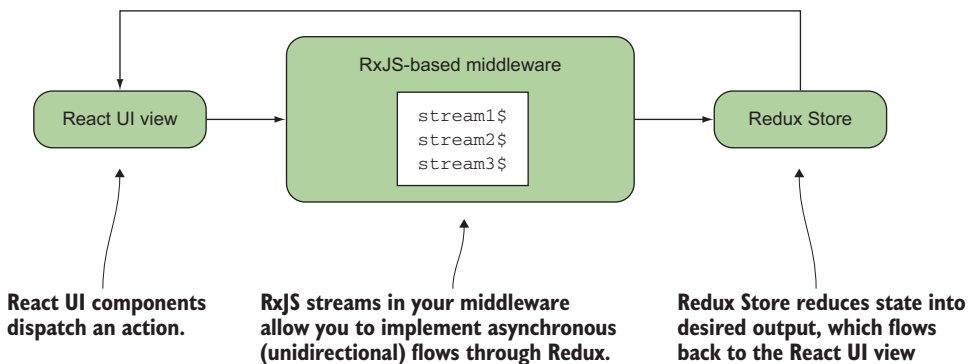 RxJS-based middleware
React UI view
stream1$
stream2$
stream3$
Redux Store
React UI components
dispatch an action.
RxJS streams in your middleware
allow you to implement asynchronous
(unidirectional) flows through Redux.
Redux Store reduces state into
desired output, which flows
back to the React UI view